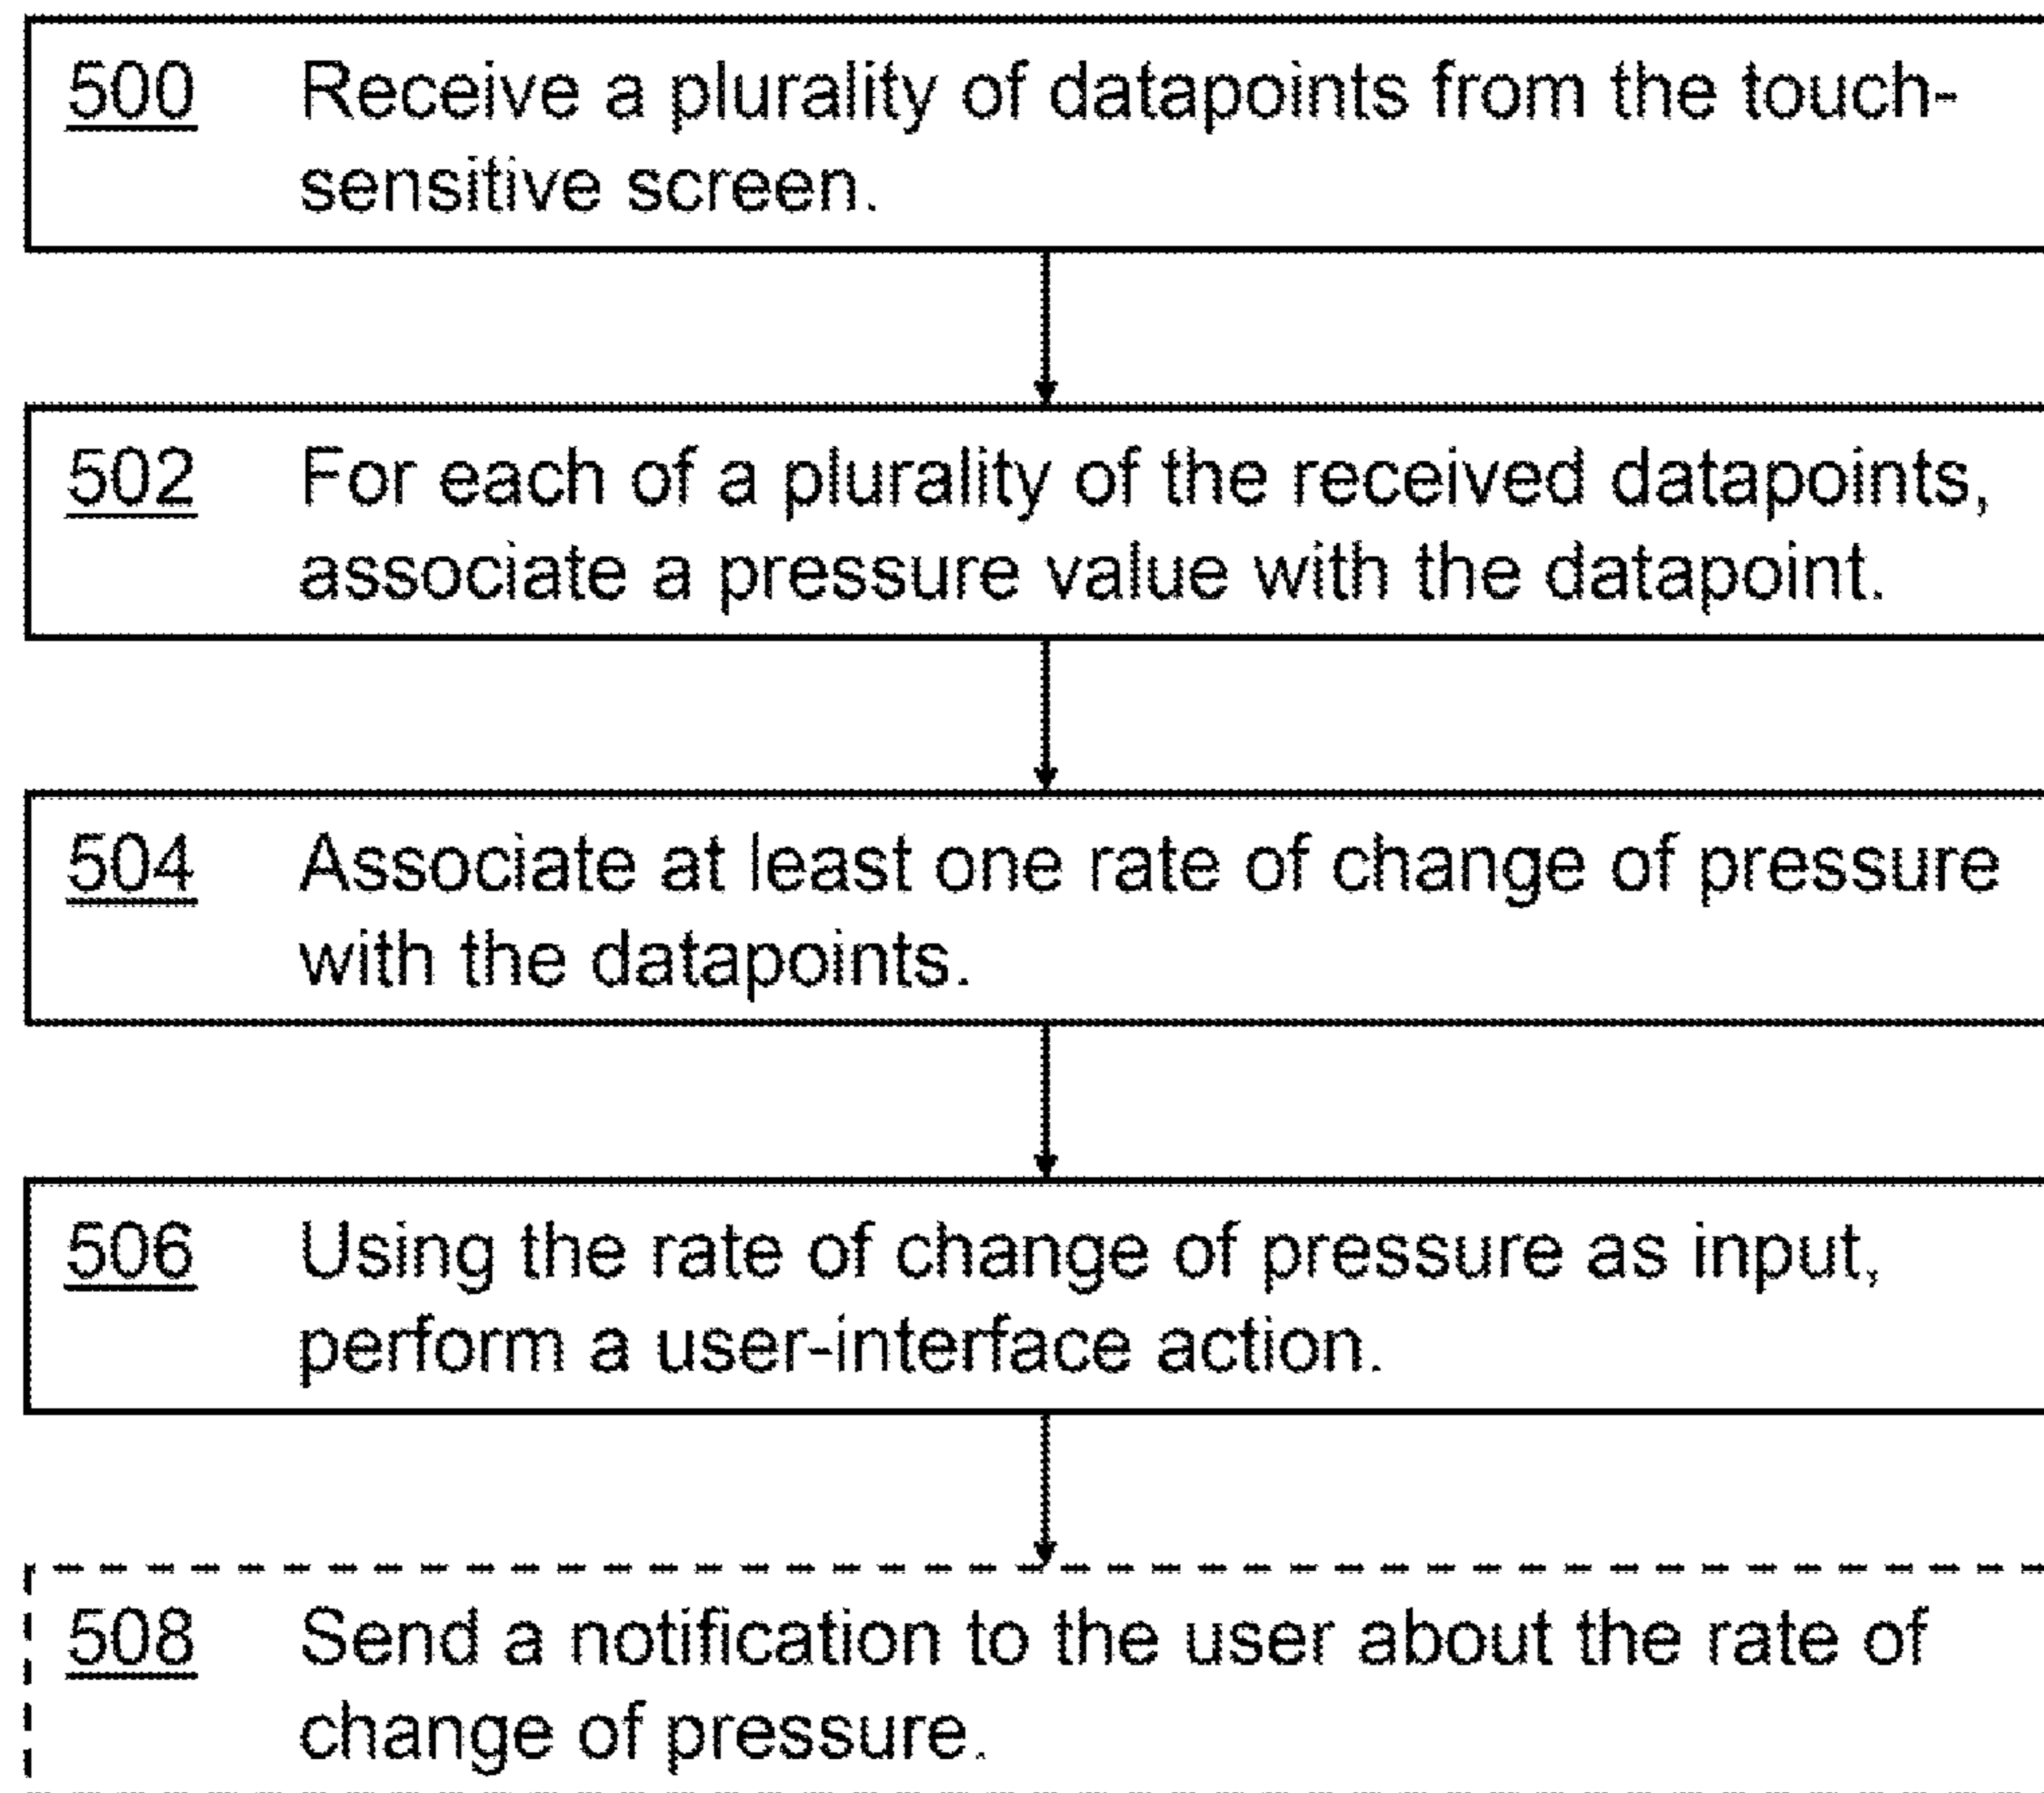 500 Receive a plurality of datapoints from the touch-
sensitive screen.
502 For each of a plurality of the received datapoints,
associate a pressure value with the datapoint.
504 Associate at least one rate of change of pressure
with the datapoints.
506 Using the rate of change of pressure as input,
perform a user-interface action.
508 Send a notification to the user about the rate of
change of pressure.